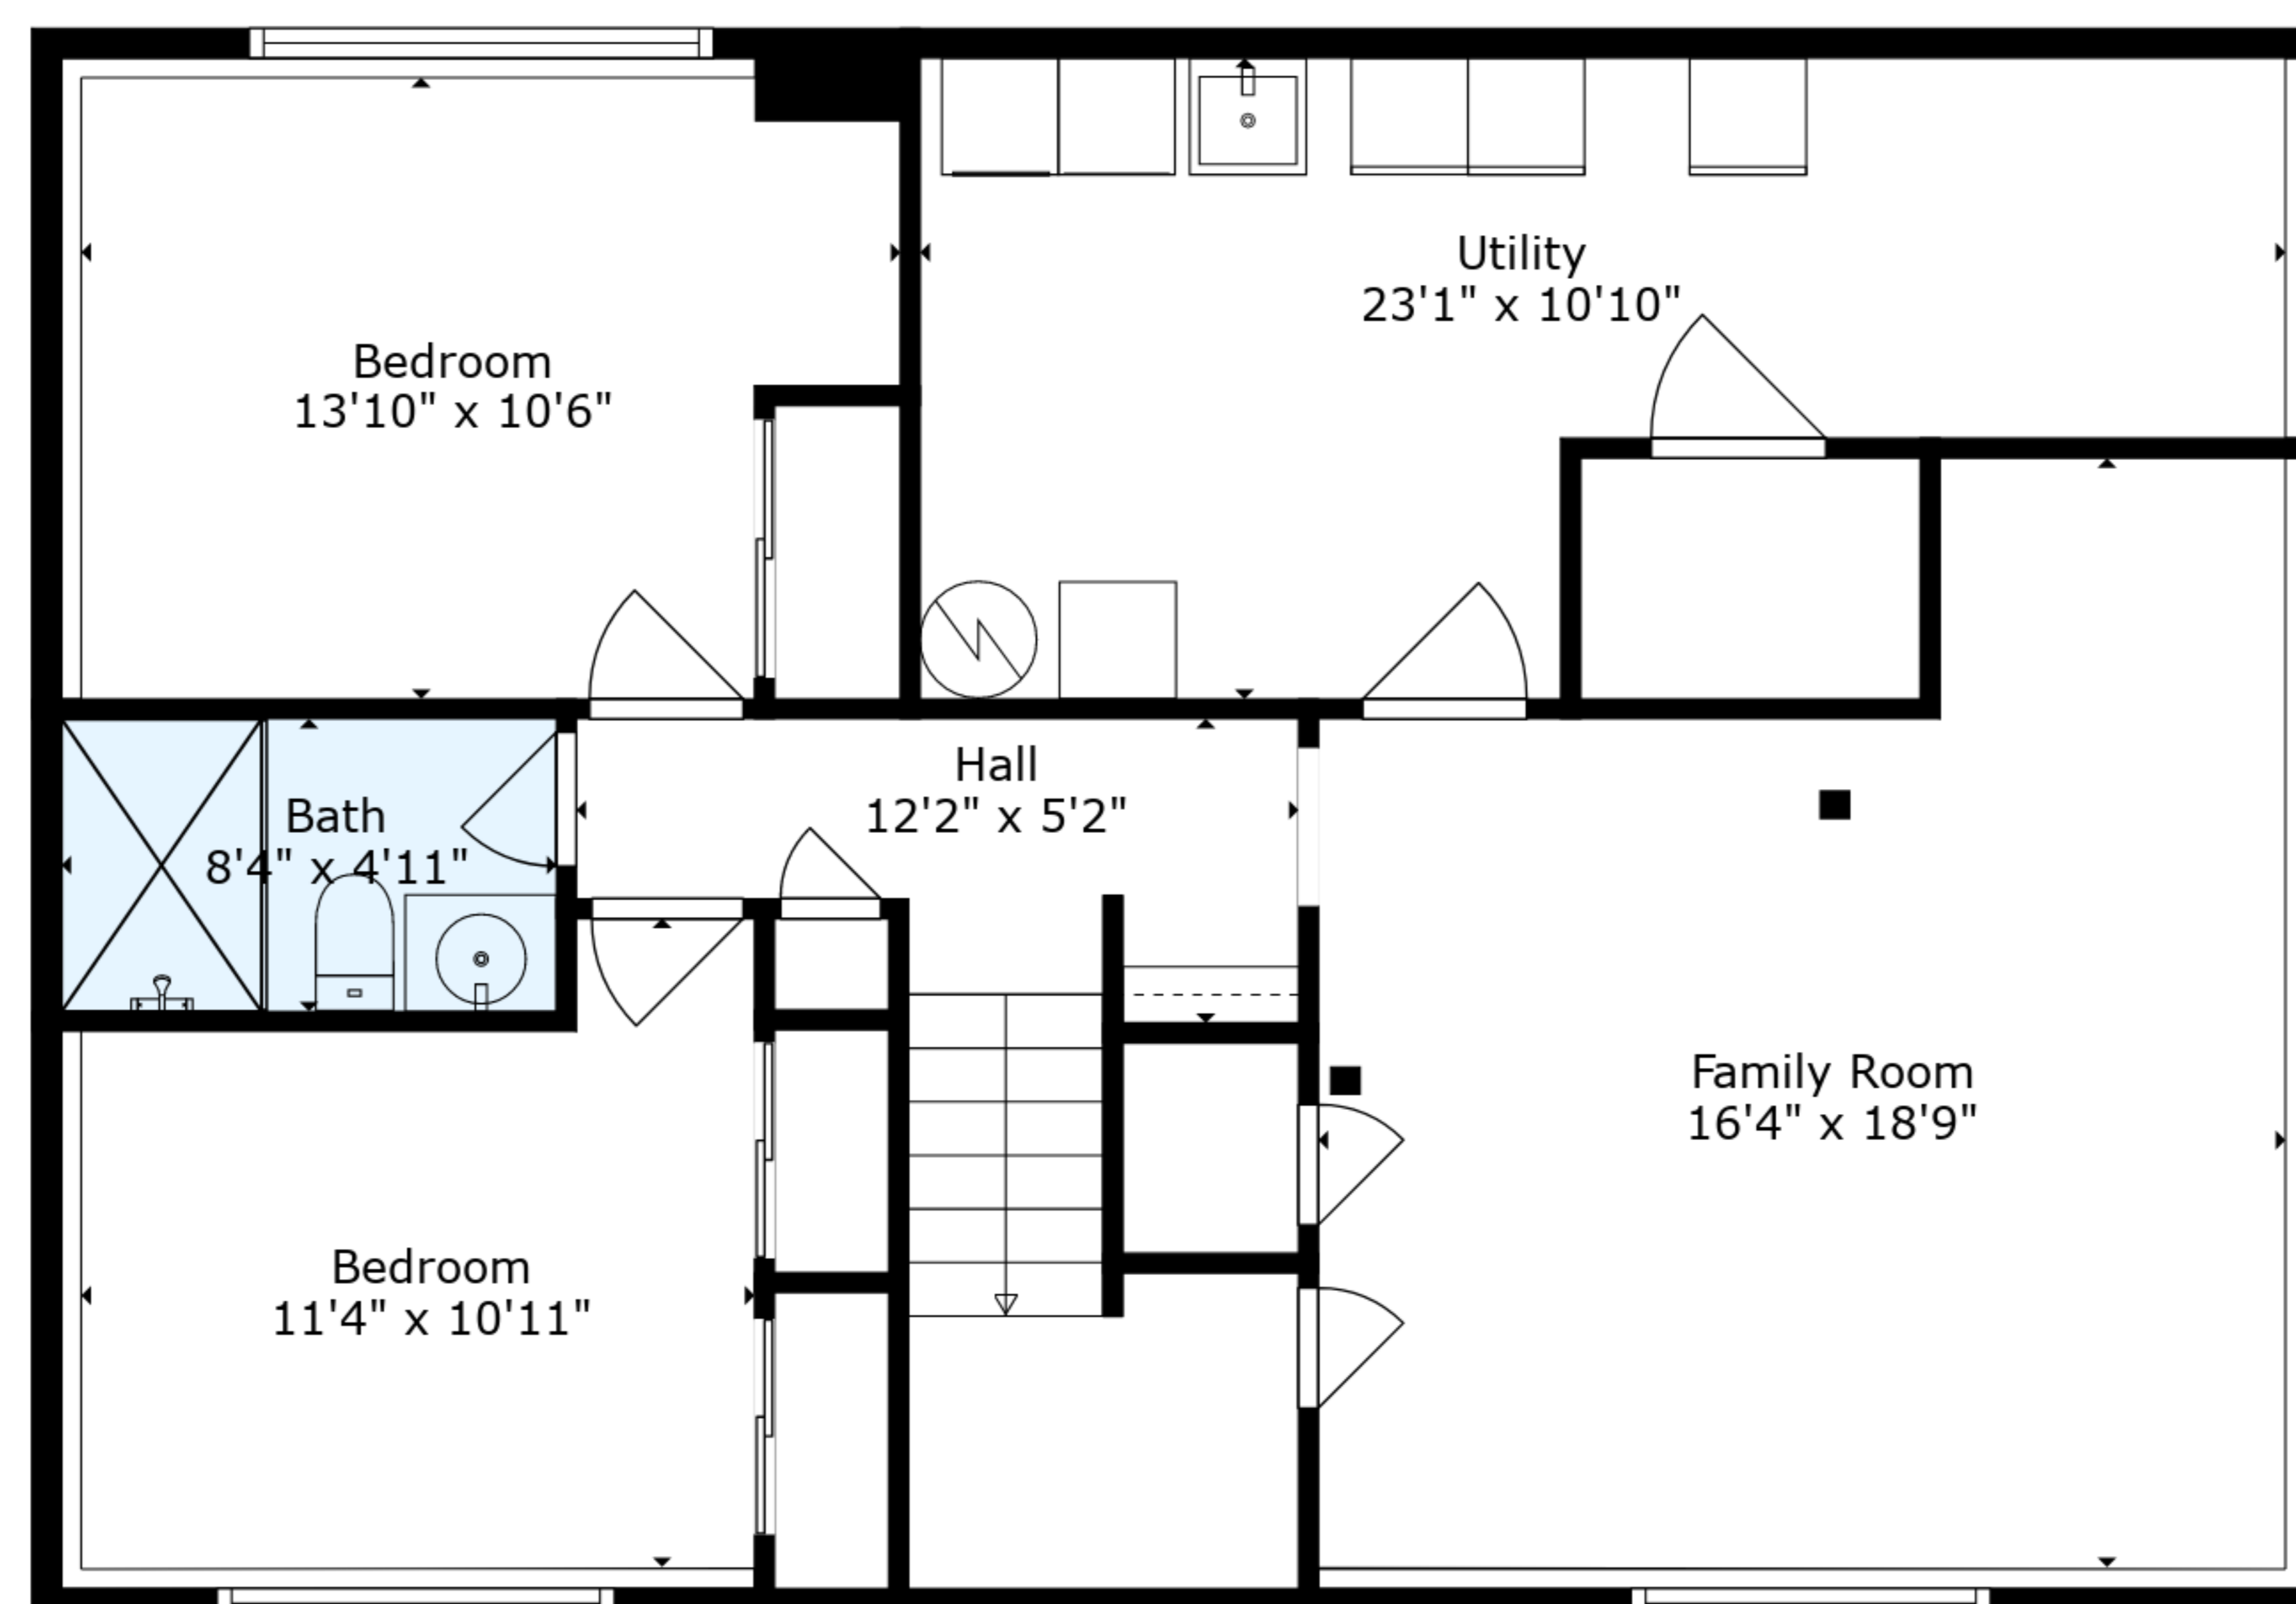 Utility
23'1" x 10'10"
Bedroom
13'10" x 10'6"
Hall
12'2" x 5'2"
Bath
8'4" x 4'11"
Family Room
16'4" x 18'9"
Bedroom
11'4" x 10'11"